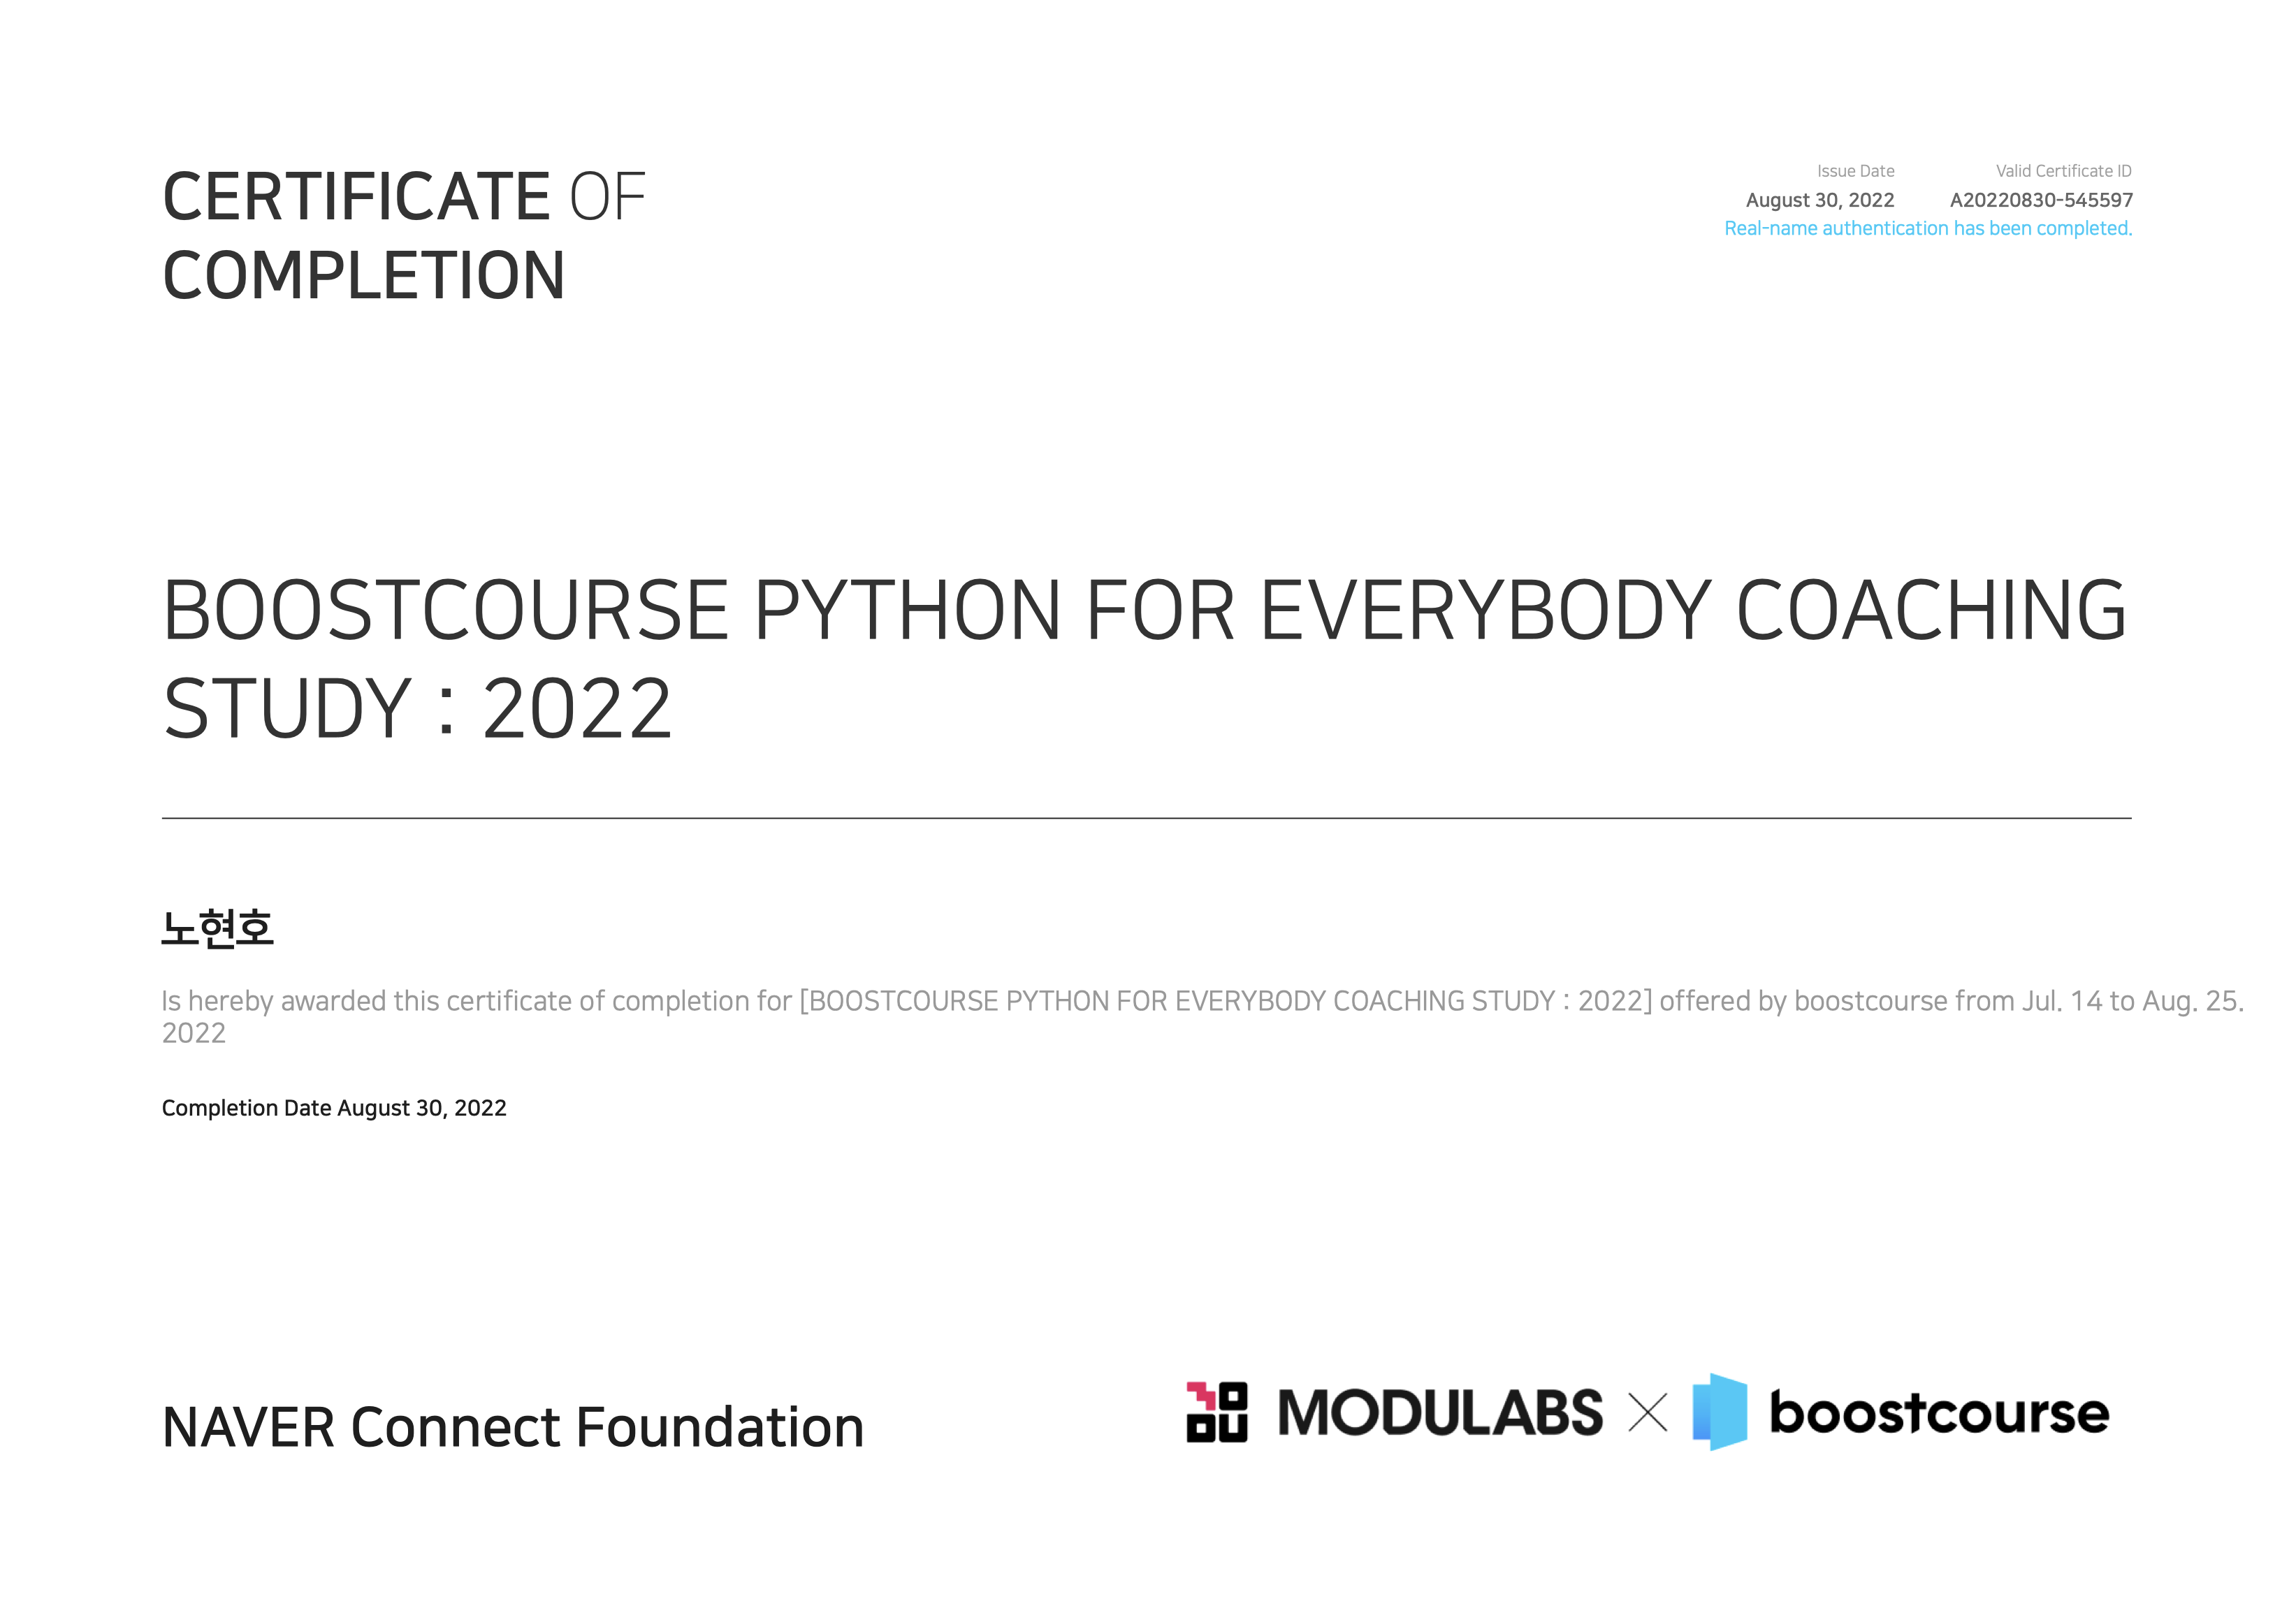 CERTIFICATE OF
COMPLETION
Issue Date
August 30, 2022
Valid Certificate ID
A20220830-545597
Real-name authentication has been completed.
BOOSTCOURSE PYTHON FOR EVERYBODY COACHING
STUDY : 2022
노현호
Is hereby awarded this certificate of completion for [BOOSTCOURSE PYTHON FOR EVERYBODY COACHING STUDY : 2022] offered by boostcourse from Jul. 14 to Aug. 25.
2022
Completion Date August 30, 2022
NAVER Connect Foundation
MODULABS × boostcourse